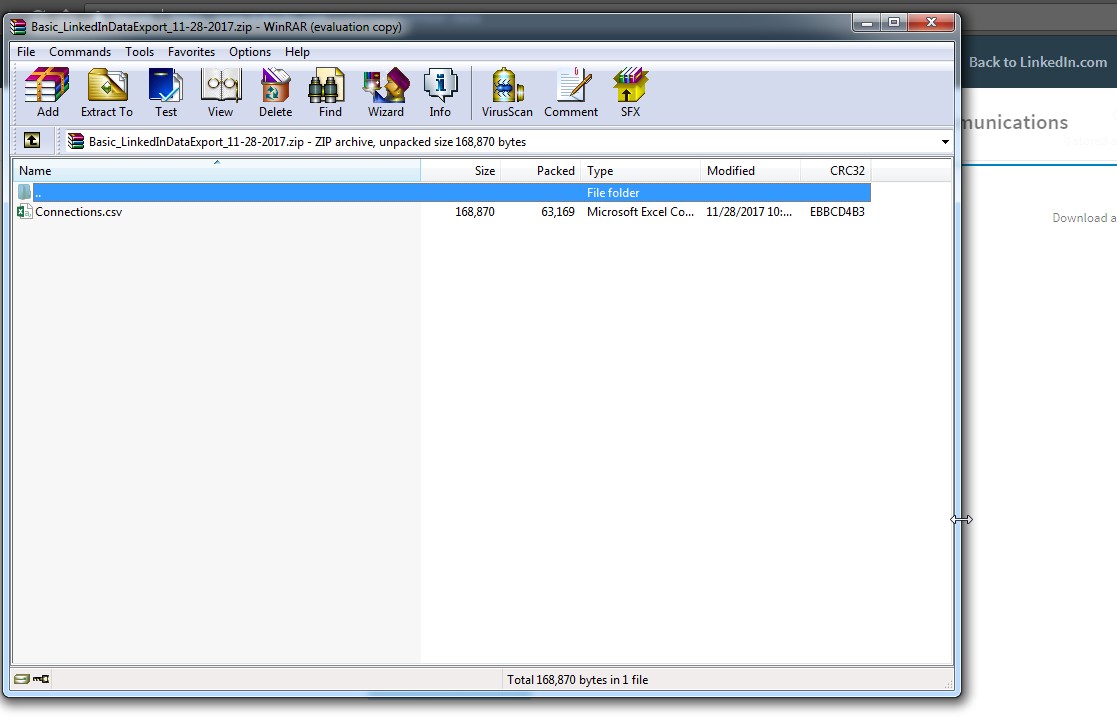 Basic_LinkedInDataExport_11-28-2017.zip - WinRAR (evaluation copy)
File Commands Tools Favorites Options Help
Back to LinkedIn.com
Add Extract To Test View Delete Find Wizard Info VirusScan Comment SFX
munications
Basic_LinkedInDataExport_11-28-2017.zip - ZIP archive, unpacked size 168,870 bytes
Name Size Packed Type Modified CRC32
.. File folder
Connections.csv 168,870 63,169 Microsoft Excel Co... 11/28/2017 10:... EBBCD4B3
Download a
Total 168,870 bytes in 1 file